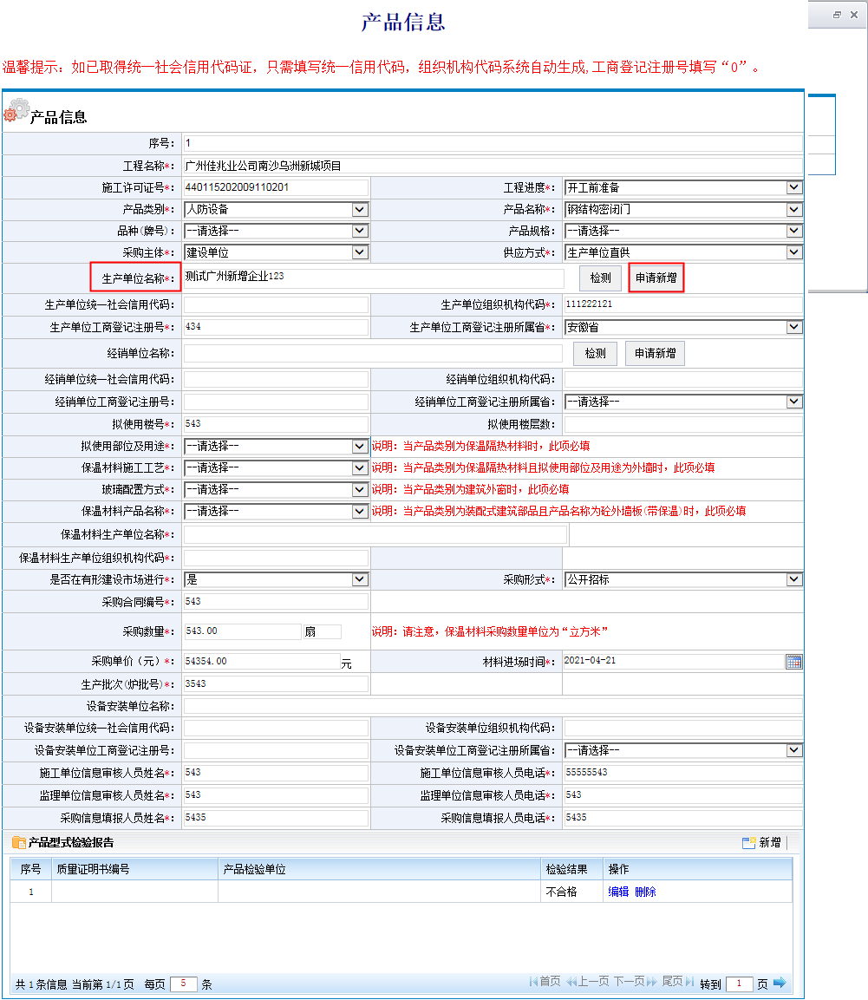 产品信息
温馨提示：如已取得统一社会信用代码证，只需填写统一信用代码，组织机构代码系统自动生成,工商登记注册号填写“0”。
产品信息
序号: 1
工程名称*: 广州佳兆业公司南沙乌洲新城项目
施工许可证号*: 440115202009110201 工程进度*: 开工前准备
产品类别*: 人防设备 产品名称*: 钢结构密闭门
品种(牌号): --请选择-- 产品规格: --请选择--
采购主体*: 建设单位 供应方式*: 生产单位直供
生产单位名称*: 测试广州新增企业123 检测 申请新增
生产单位统一社会信用代码: 生产单位组织机构代码*: 111222121
生产单位工商登记注册号*: 434 生产单位工商登记注册所属省*: 安徽省
经销单位名称: 检测 申请新增
经销单位统一社会信用代码: 经销单位组织机构代码:
经销单位工商登记注册号: 经销单位工商登记注册所属省: --请选择--
拟使用楼号*: 543 拟使用楼层数:
拟使用部位及用途*: --请选择-- 说明: 当产品类别为保温隔热材料时，此项必填
保温材料施工工艺*: --请选择-- 说明: 当产品类别为保温隔热材料且拟使用部位及用途为外墙时，此项必填
玻璃配置方式*: --请选择-- 说明: 当产品类别为建筑外窗时，此项必填
保温材料产品名称*: --请选择-- 说明: 当产品类别为装配式建筑部品且产品名称为砼外墙板(带保温)时，此项必填
保温材料生产单位名称*:
保温材料生产单位组织机构代码*:
是否在有形建设市场进行*: 是 采购形式*: 公开招标
采购合同编号*: 543
采购数量*: 543.00 扇 说明: 请注意，保温材料采购数量单位为“立方米”
采购单价（元）*: 54354.00 元 材料进场时间*: 2021-04-21
生产批次(炉批号)*: 3543
设备安装单位名称:
设备安装单位统一社会信用代码: 设备安装单位组织机构代码:
设备安装单位工商登记注册号: 设备安装单位工商登记注册所属省: --请选择--
施工单位信息审核人员姓名*: 543 施工单位信息审核人员电话*: 55555543
监理单位信息审核人员姓名*: 543 监理单位信息审核人员电话*: 543
采购信息填报人员姓名*: 5435 采购信息填报人员电话*: 5435
产品型式检验报告 新增
序号 质量证明书编号 产品检验单位 检验结果 操作
1 不合格 编辑 删除
共 1 条信息 当前第 1/1 页 每页 5 条 首页 上一页 下一页 尾页 转到 1 页